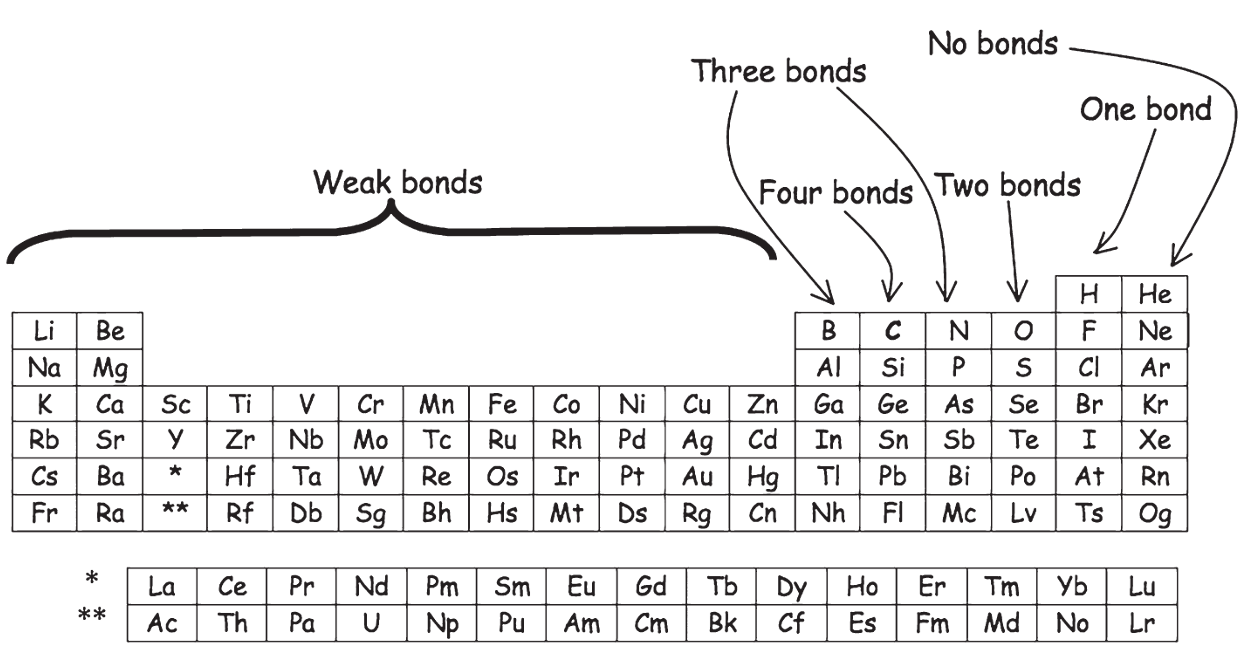 No bonds
Three bonds
One bond
Weak bonds
Four bonds
Two bonds
H He
Li Be B C N O F Ne
Na Mg Al Si P S Cl Ar
K Ca Sc Ti V Cr Mn Fe Co Ni Cu Zn Ga Ge As Se Br Kr
Rb Sr Y Zr Nb Mo Tc Ru Rh Pd Ag Cd In Sn Sb Te I Xe
Cs Ba * Hf Ta W Re Os Ir Pt Au Hg Tl Pb Bi Po At Rn
Fr Ra ** Rf Db Sg Bh Hs Mt Ds Rg Cn Nh Fl Mc Lv Ts Og
* La Ce Pr Nd Pm Sm Eu Gd Tb Dy Ho Er Tm Yb Lu
** Ac Th Pa U Np Pu Am Cm Bk Cf Es Fm Md No Lr